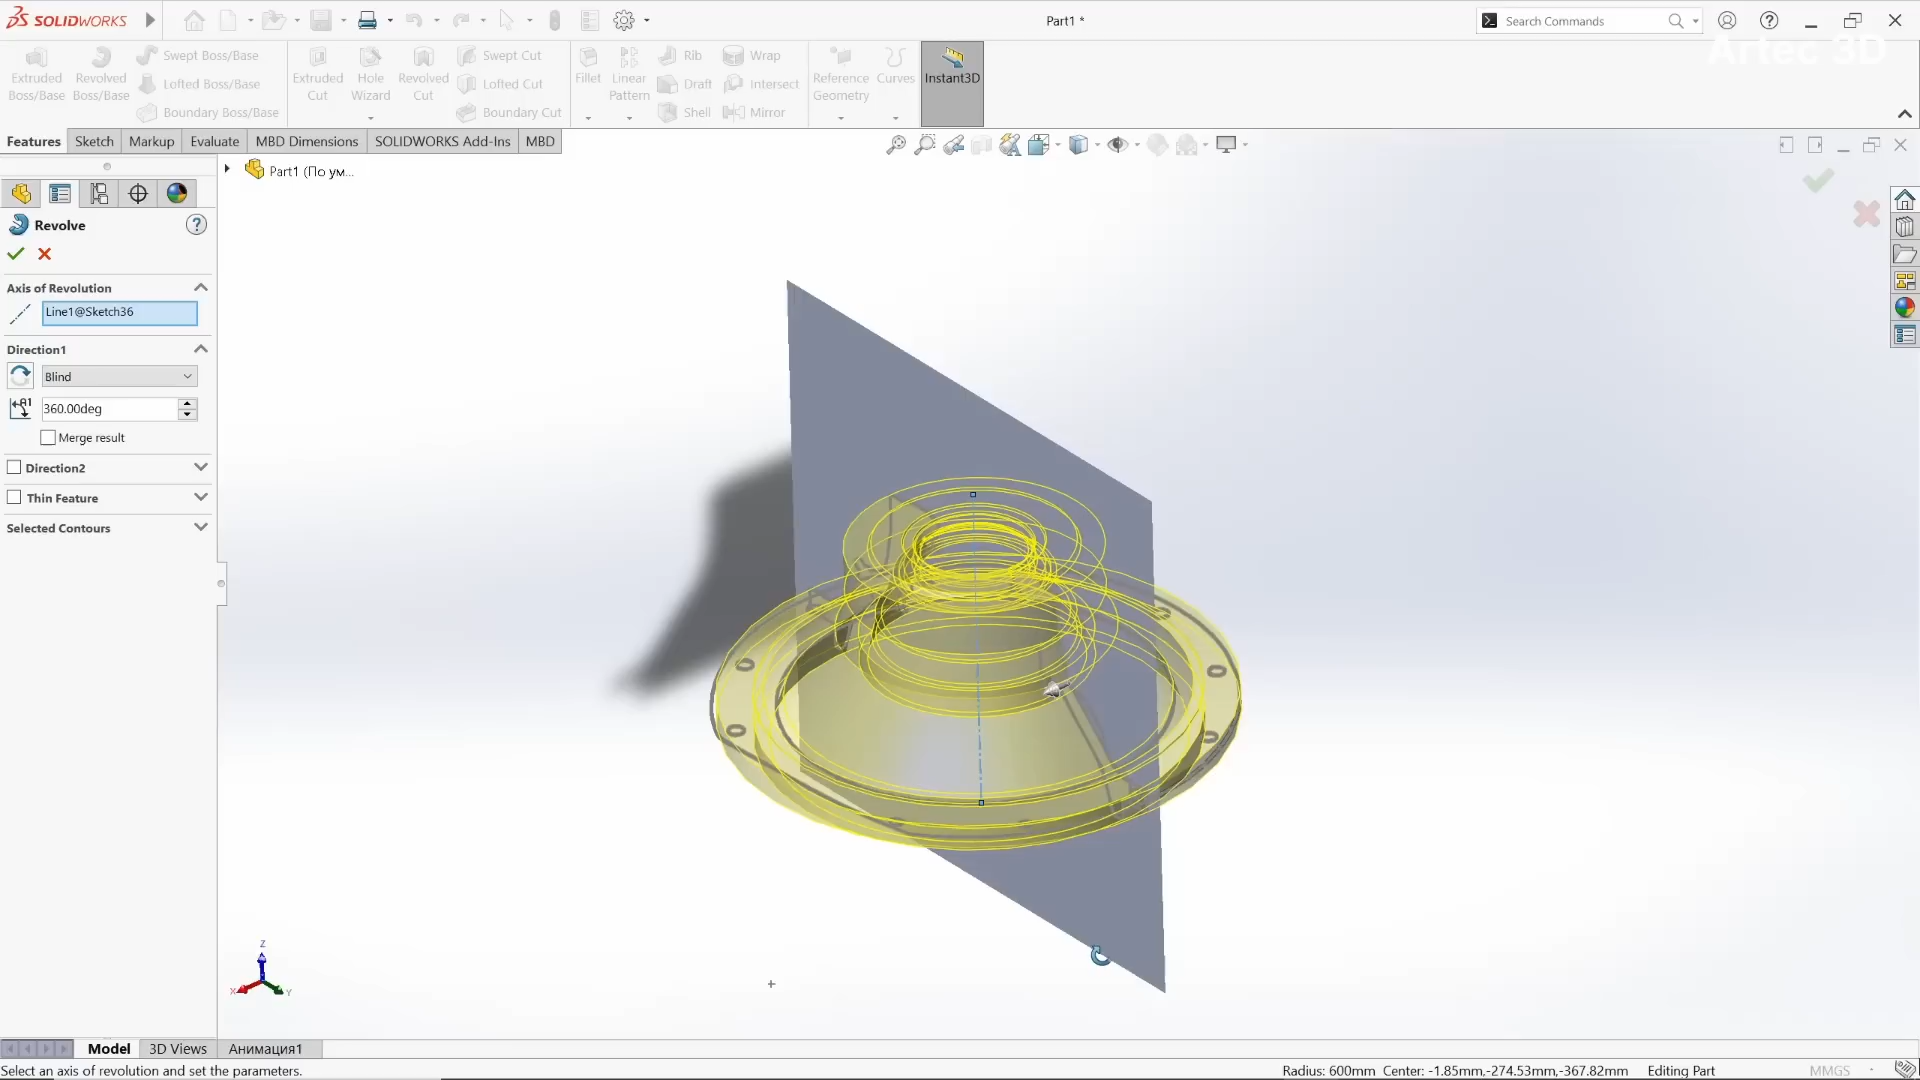 SOLIDWORKS
Part1 *
Search Commands
Artec 3D
Extruded Boss/Base
Revolved Boss/Base
Swept Boss/Base
Lofted Boss/Base
Boundary Boss/Base
Extruded Cut
Hole Wizard
Revolved Cut
Swept Cut
Lofted Cut
Boundary Cut
Fillet
Linear Pattern
Rib
Draft
Shell
Wrap
Intersect
Mirror
Reference Geometry
Curves
Instant3D
Features
Sketch
Markup
Evaluate
MBD Dimensions
SOLIDWORKS Add-Ins
MBD
Part1 (По ум...
Revolve
Axis of Revolution
Line1@Sketch36
Direction1
Blind
360.00deg
Merge result
Direction2
Thin Feature
Selected Contours
Z
X
Y
Model
3D Views
Анимация1
Select an axis of revolution and set the parameters.
Radius: 600mm Center: -1.85mm,-274.53mm,-367.82mm
Editing Part
MMGS